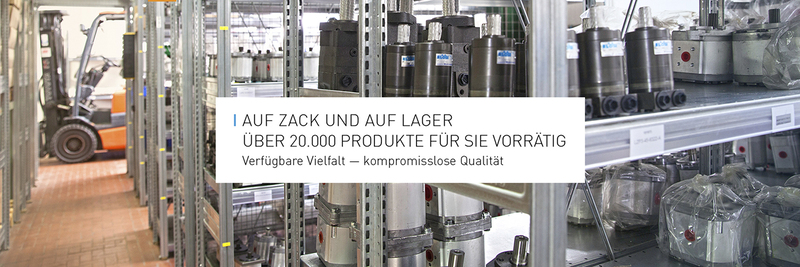 AUF ZACK UND AUF LAGER
ÜBER 20.000 PRODUKTE FÜR SIE VORRÄTIG
Verfügbare Vielfalt — kompromisslose Qualität